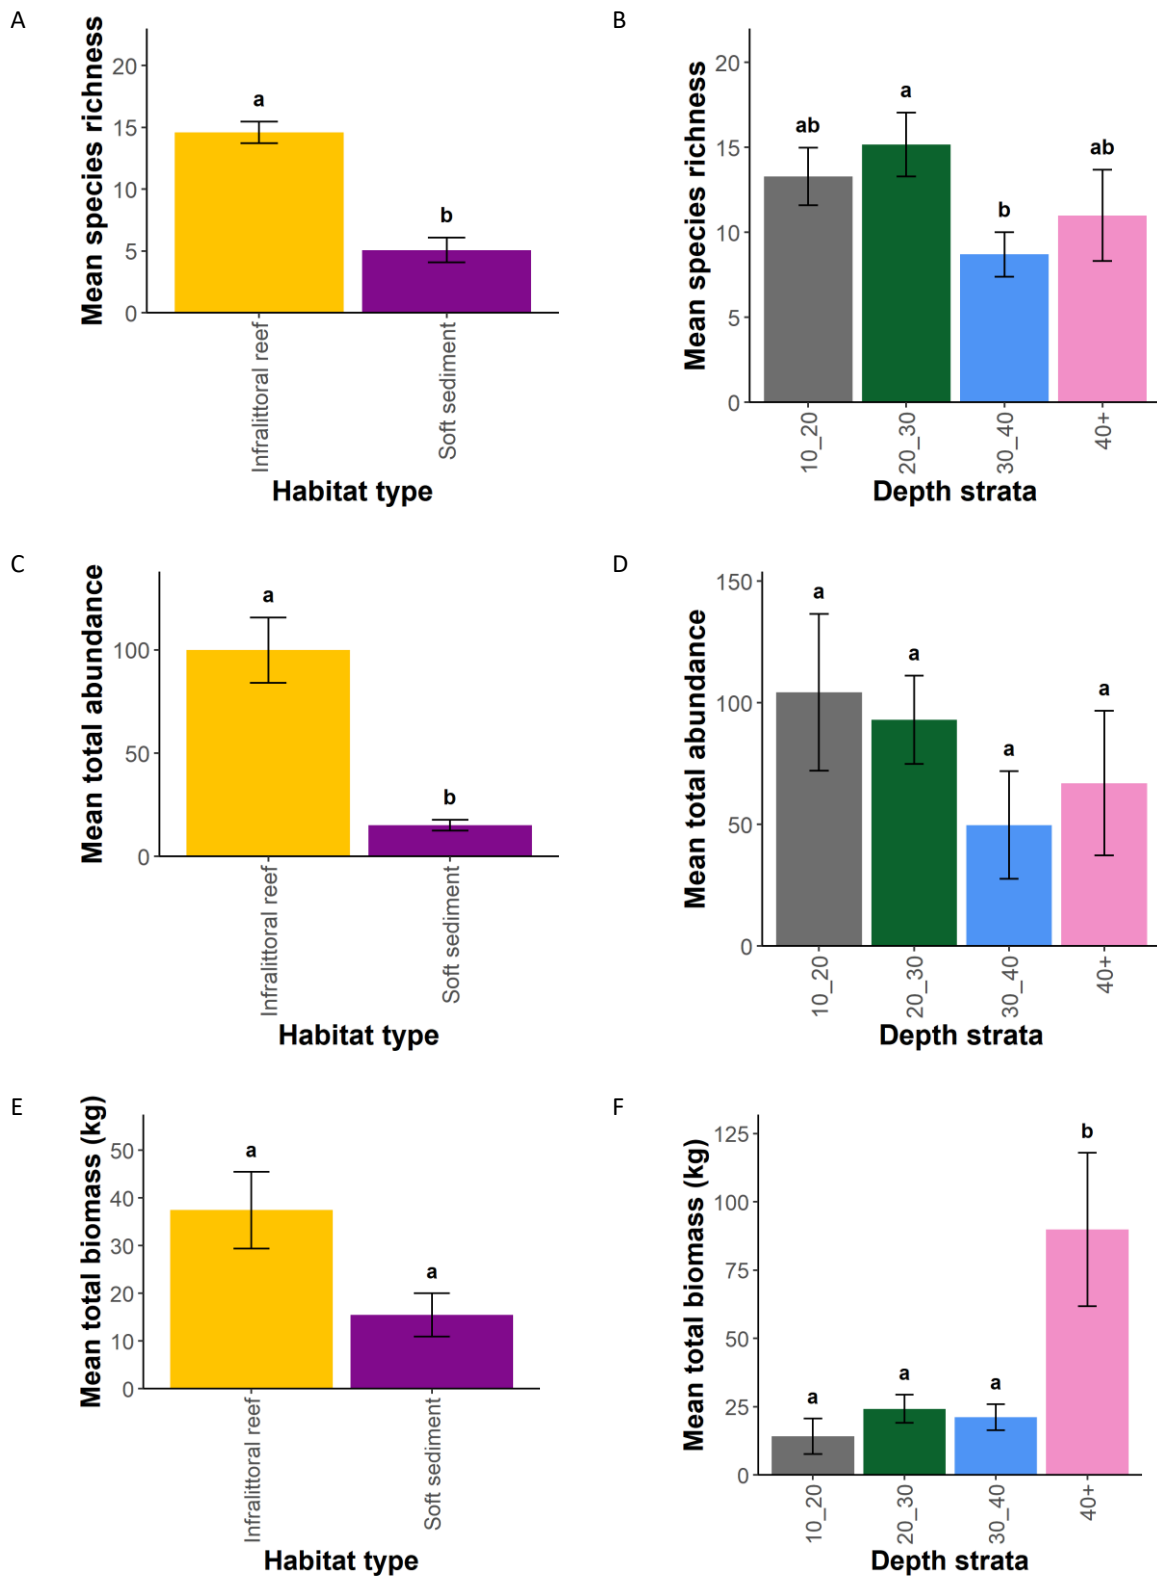 A
Mean species richness
20
15
10
5
0
a
b
Infralittoral reef
Soft sediment
Habitat type
B
Mean species richness
20
15
10
5
0
ab
a
b
ab
10_20
20_30
30_40
40+
Depth strata
C
Mean total abundance
100
50
0
a
b
Infralittoral reef
Soft sediment
Habitat type
D
Mean total abundance
150
100
50
0
a
a
a
a
10_20
20_30
30_40
40+
Depth strata
E
Mean total biomass (kg)
50
40
30
20
10
0
a
a
Infralittoral reef
Soft sediment
Habitat type
F
Mean total biomass (kg)
125
100
75
50
25
0
a
a
a
b
10_20
20_30
30_40
40+
Depth strata